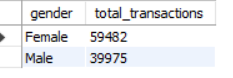 gender total_transactions
Female 59482
Male 39975